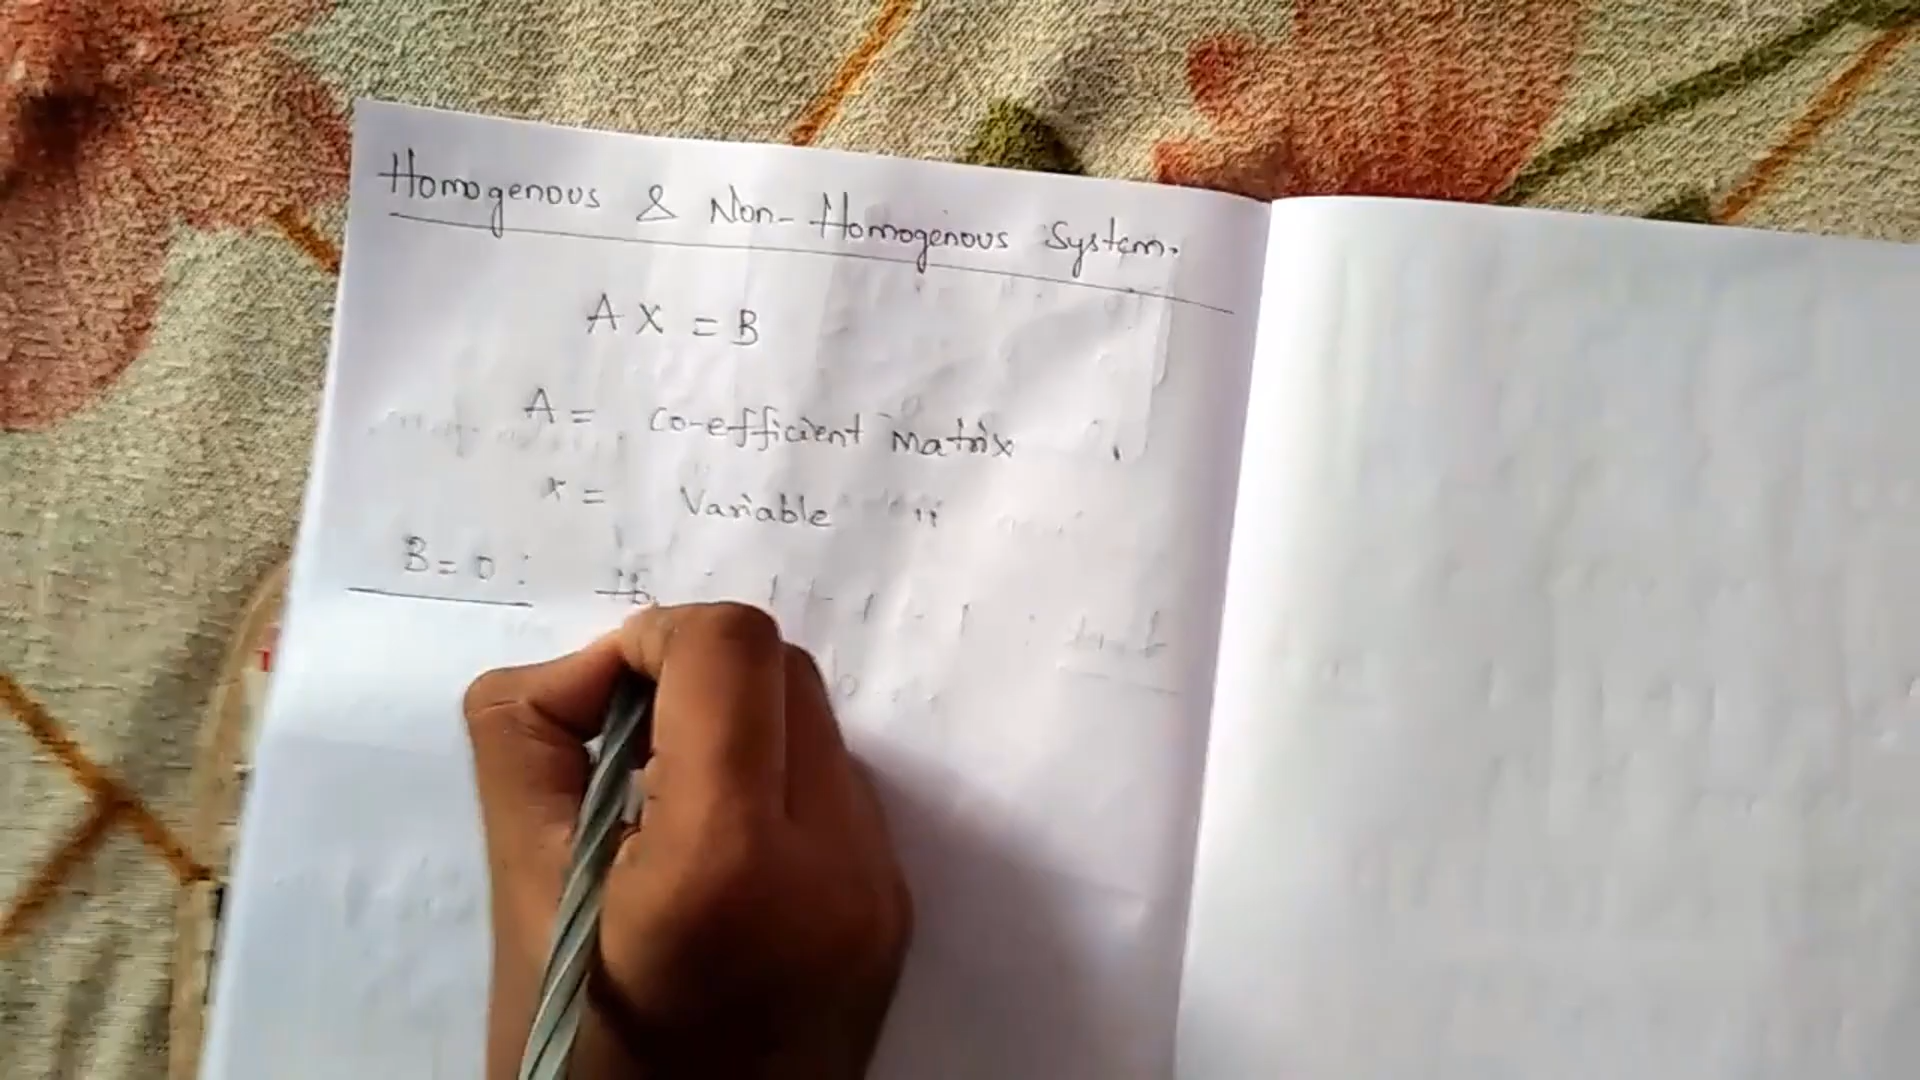 Homogenous & Non-Homogenous System.
A X = B
A = co-efficient Matrix
x = Variable "
B = 0 :